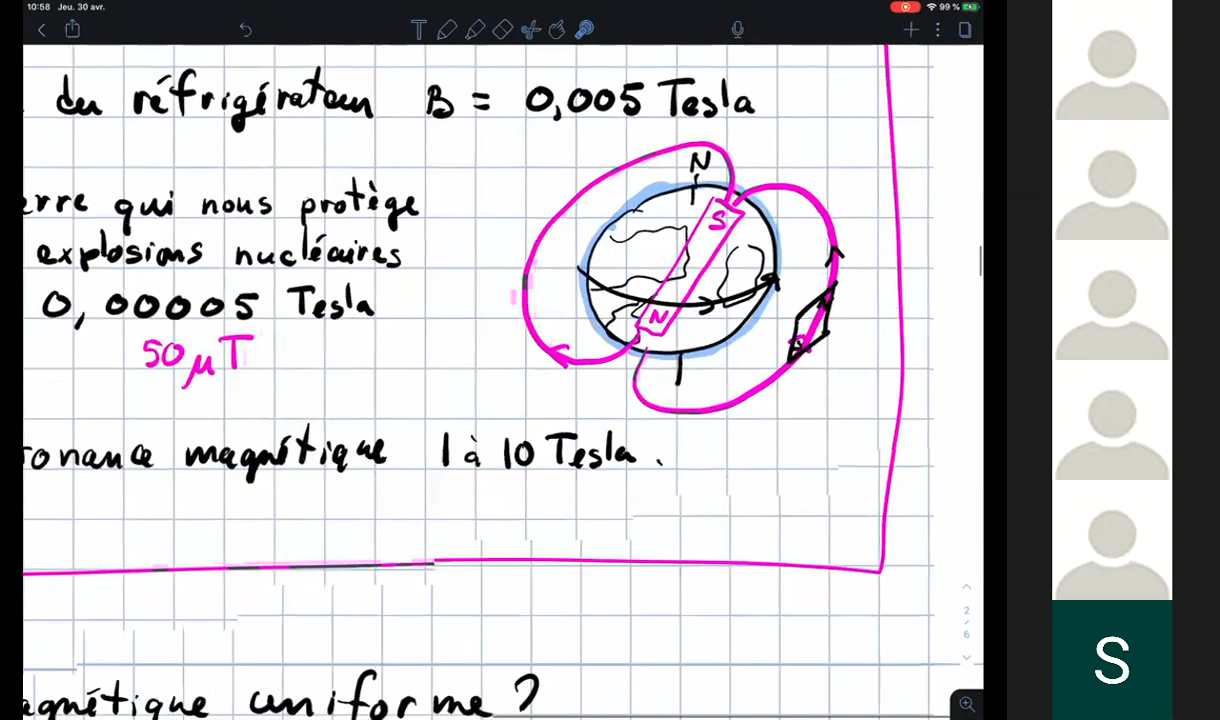 10:58 Jeu. 30 avr.
99 %
du réfrigérateur B = 0,005 Tesla
N
erre qui nous protège
S
explosions nucléaires
0,00005 Tesla
N
50 μT
onance magnétique 1 à 10 Tesla.
2
/
6
S
agnétique uniforme ?